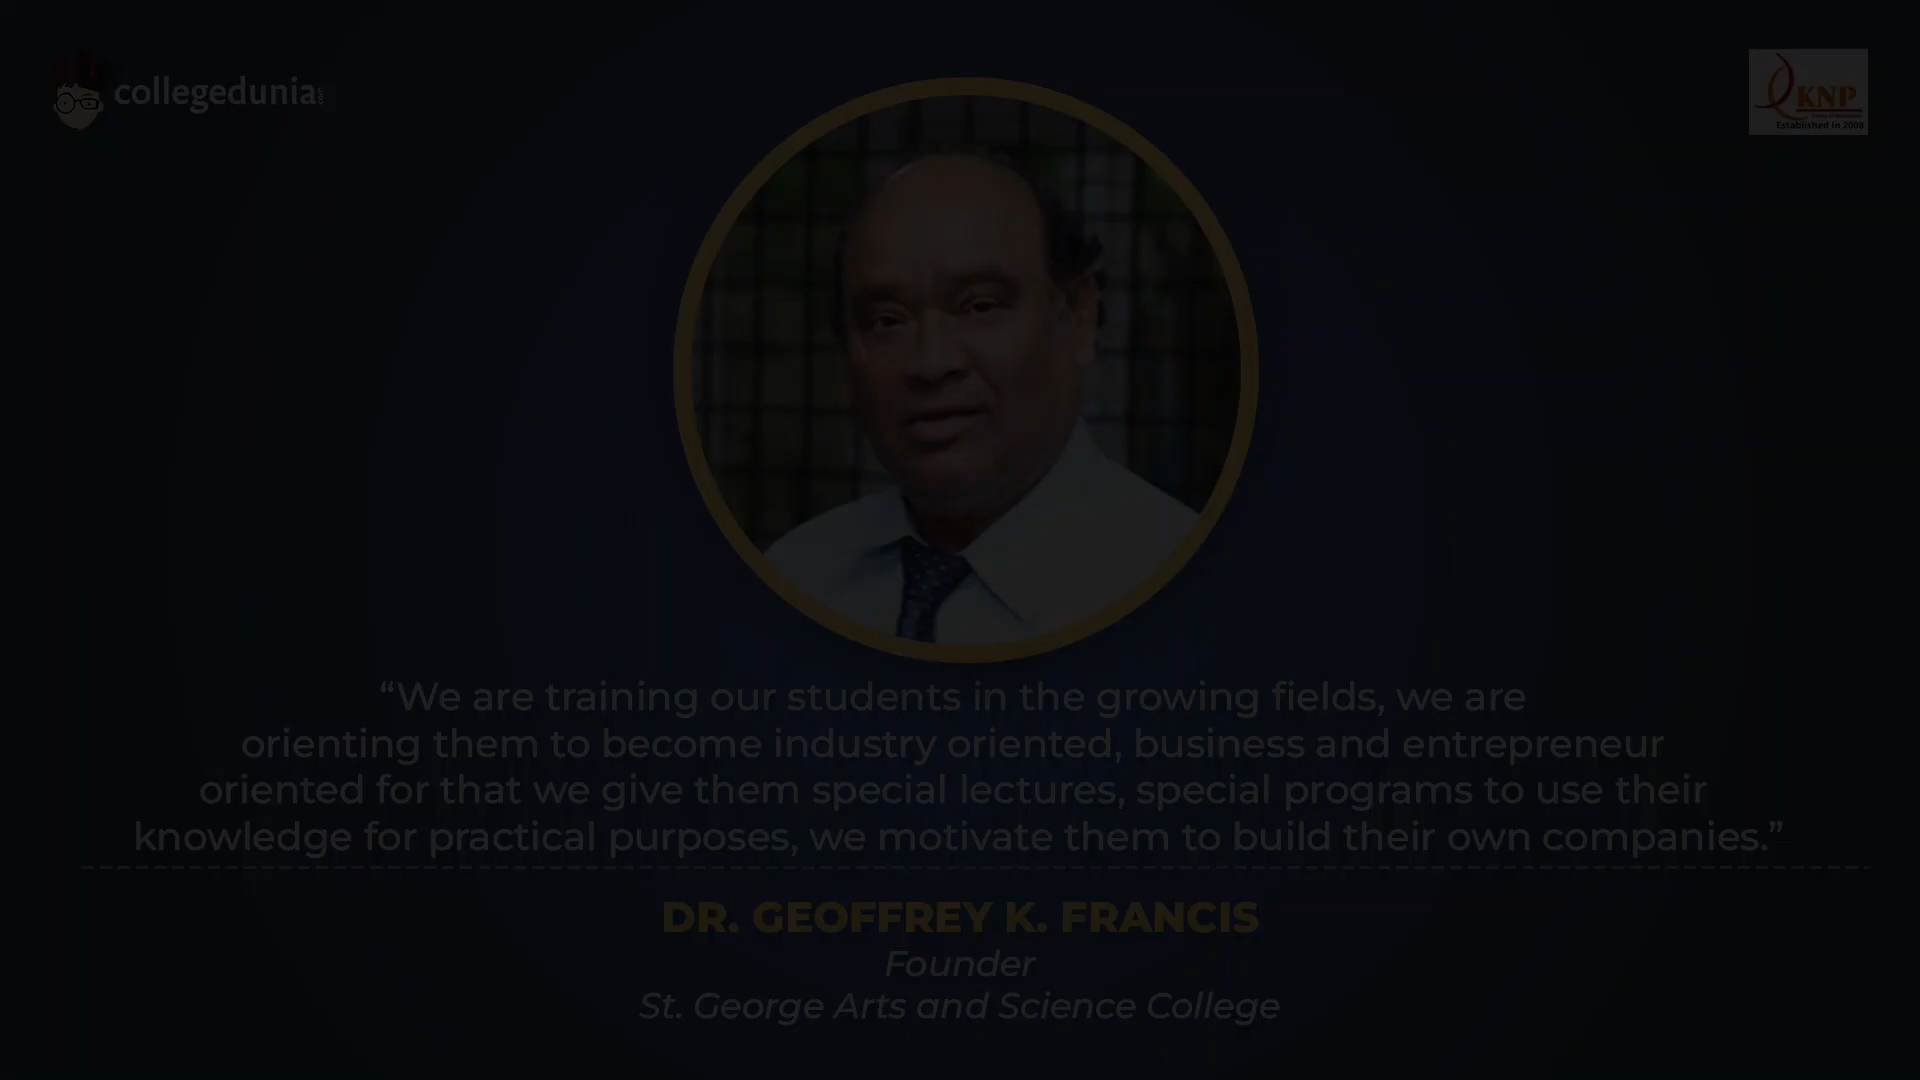 collegedunia
KNP
Established In 2008
“We are training our students in the growing fields, we are
orienting them to become industry oriented, business and entrepreneur
oriented for that we give them special lectures, special programs to use their
knowledge for practical purposes, we motivate them to build their own companies.”
DR. GEOFFREY K. FRANCIS
Founder
St. George Arts and Science College